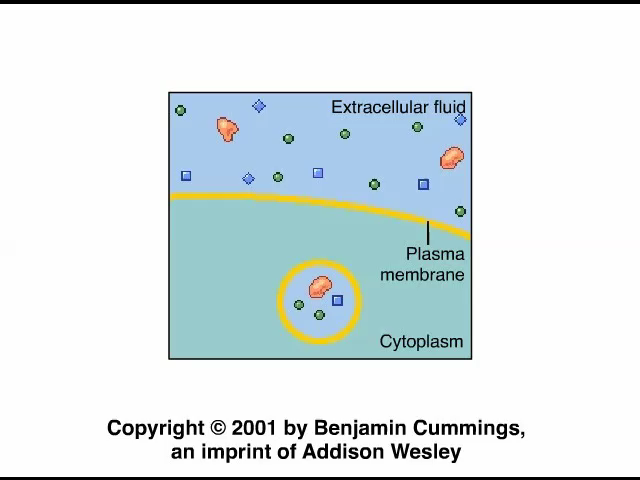 Extracellular fluid
Plasma
membrane
Cytoplasm
Copyright © 2001 by Benjamin Cummings,
an imprint of Addison Wesley